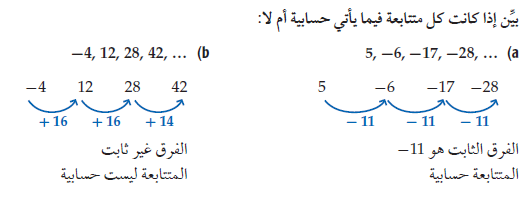 بيِّن إذا كانت كل متتابعة فيما يأتي حسابية أم لا:
a) 5, −6, −17, −28, …
5 −6 −17 −28
− 11 − 11 − 11
الفرق الثابت هو 11−
المتتابعة حسابية
b) −4, 12, 28, 42, …
−4 12 28 42
+ 16 + 16 + 14
الفرق غير ثابت
المتتابعة ليست حسابية